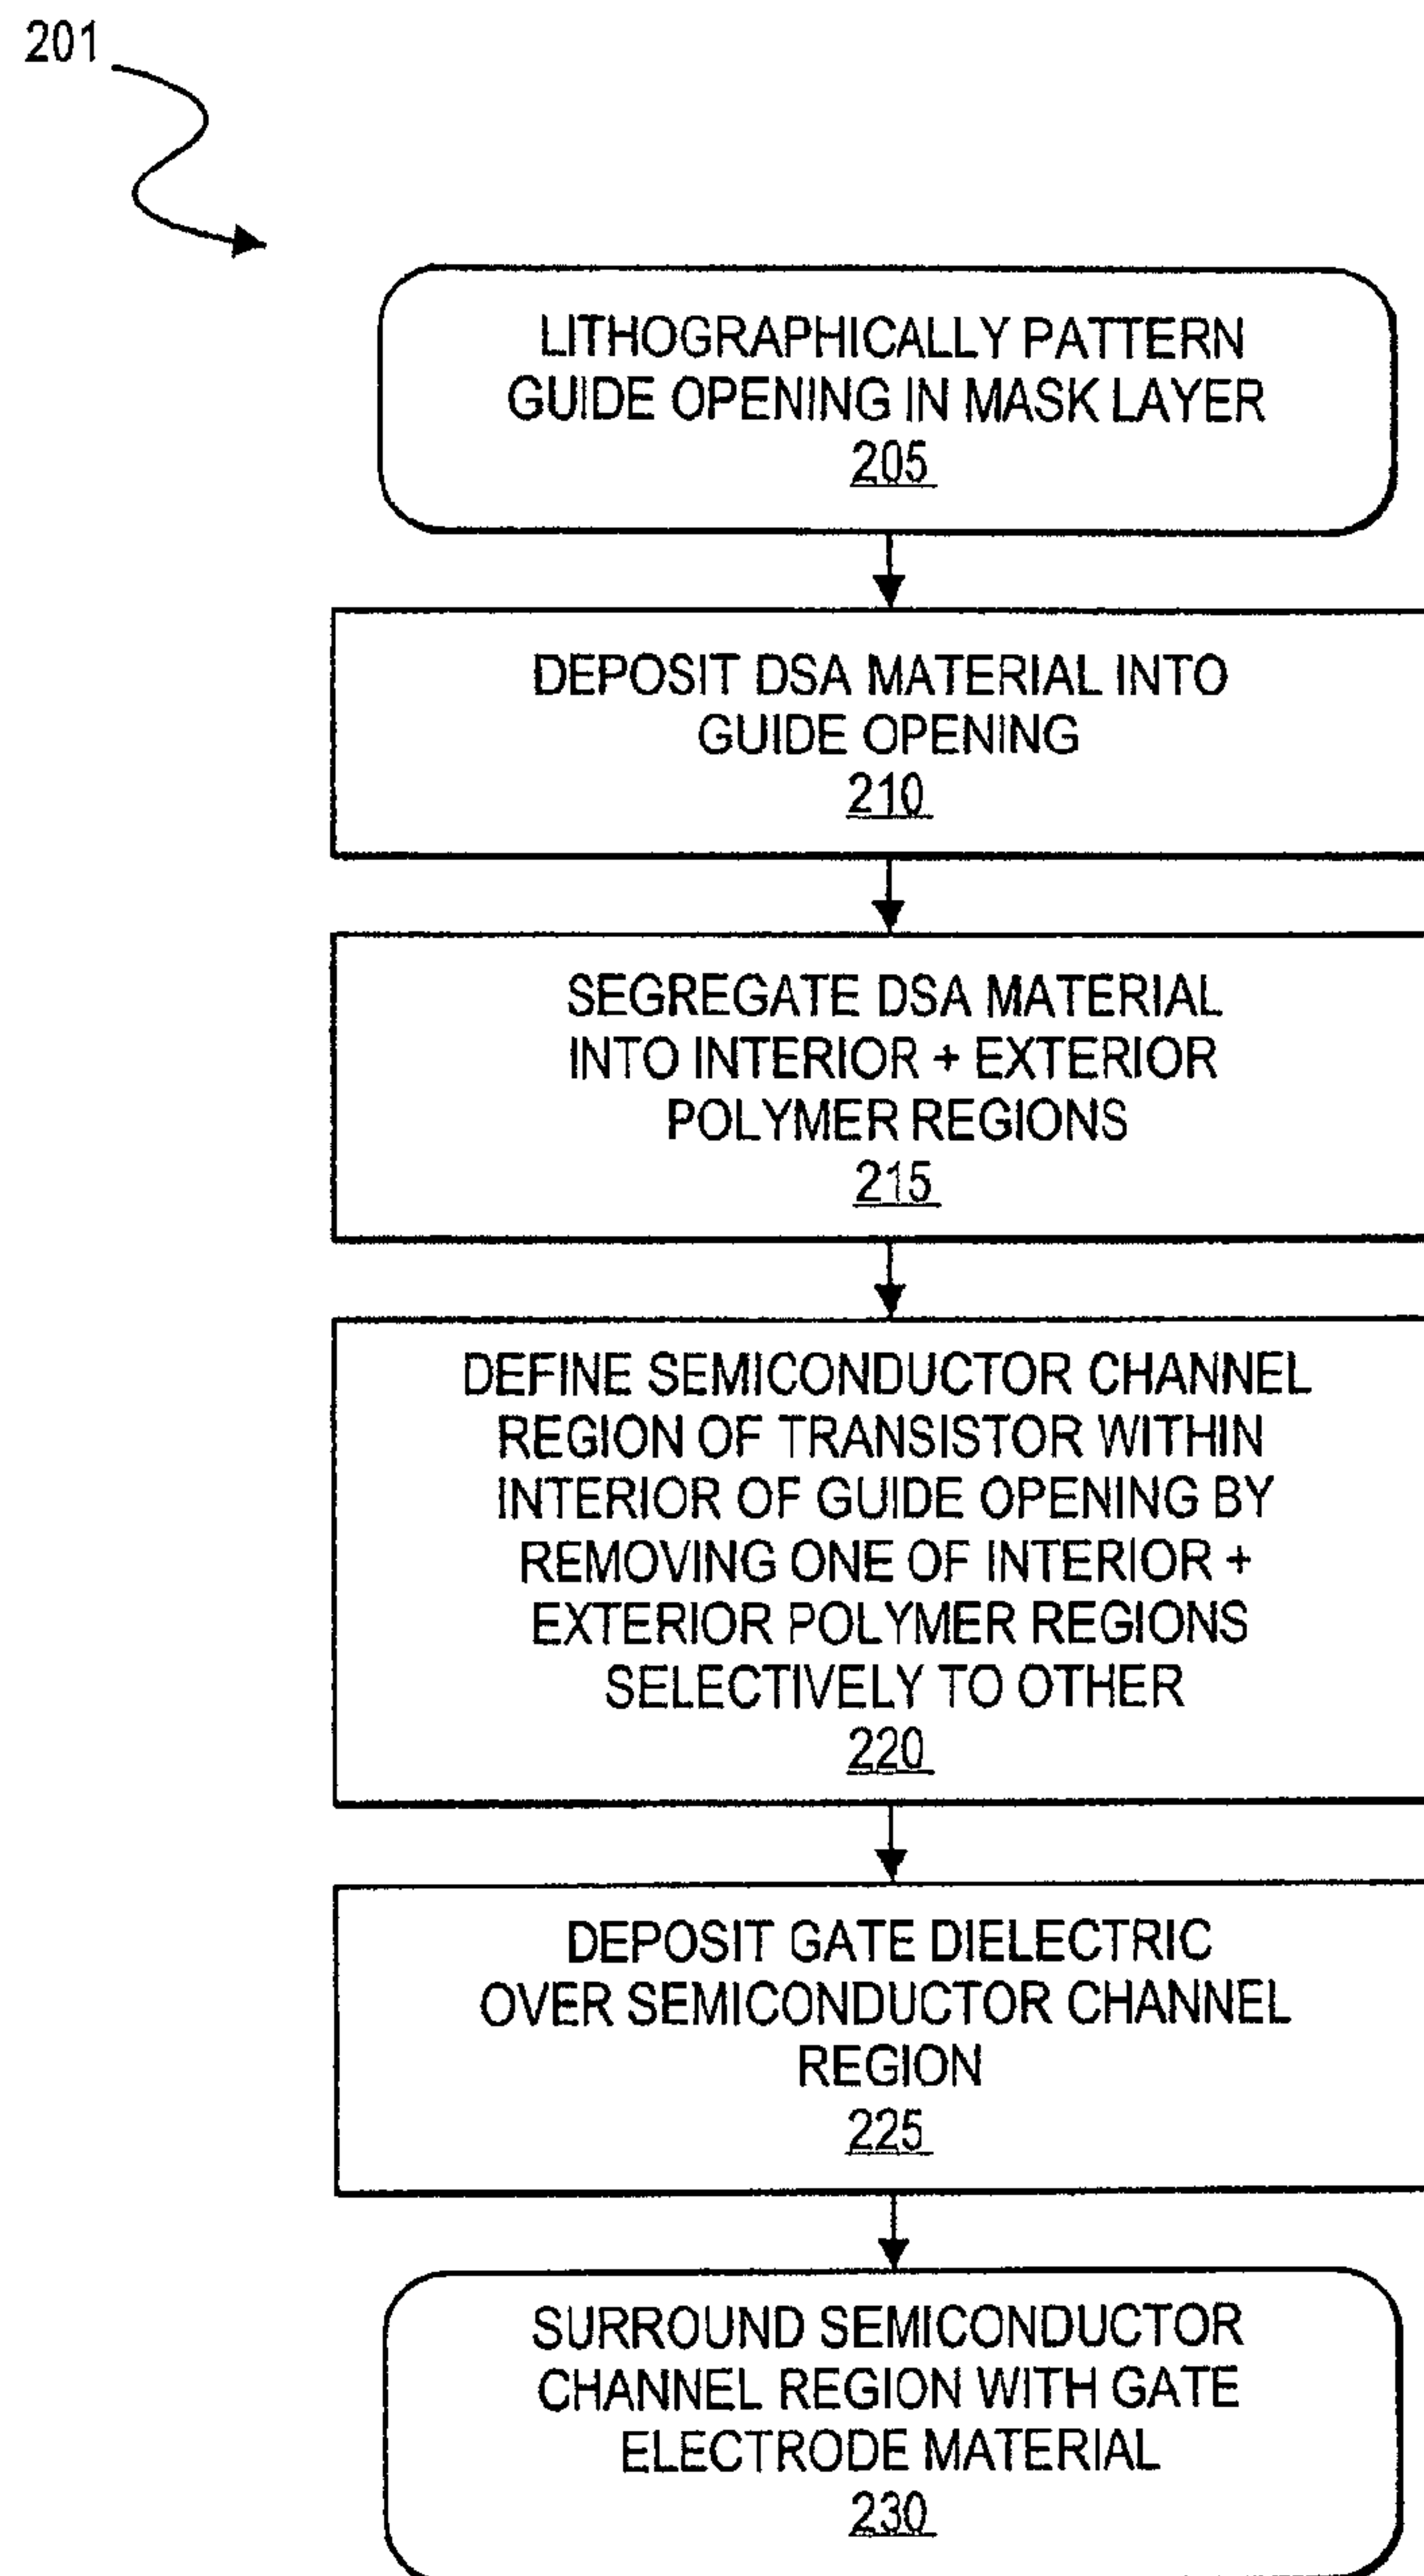 201
LITHOGRAPHICALLY PATTERN
GUIDE OPENING IN MASK LAYER
205
DEPOSIT DSA MATERIAL INTO
GUIDE OPENING
210
SEGREGATE DSA MATERIAL
INTO INTERIOR + EXTERIOR
POLYMER REGIONS
215
DEFINE SEMICONDUCTOR CHANNEL
REGION OF TRANSISTOR WITHIN
INTERIOR OF GUIDE OPENING BY
REMOVING ONE OF INTERIOR +
EXTERIOR POLYMER REGIONS
SELECTIVELY TO OTHER
220
DEPOSIT GATE DIELECTRIC
OVER SEMICONDUCTOR CHANNEL
REGION
225
SURROUND SEMICONDUCTOR
CHANNEL REGION WITH GATE
ELECTRODE MATERIAL
230